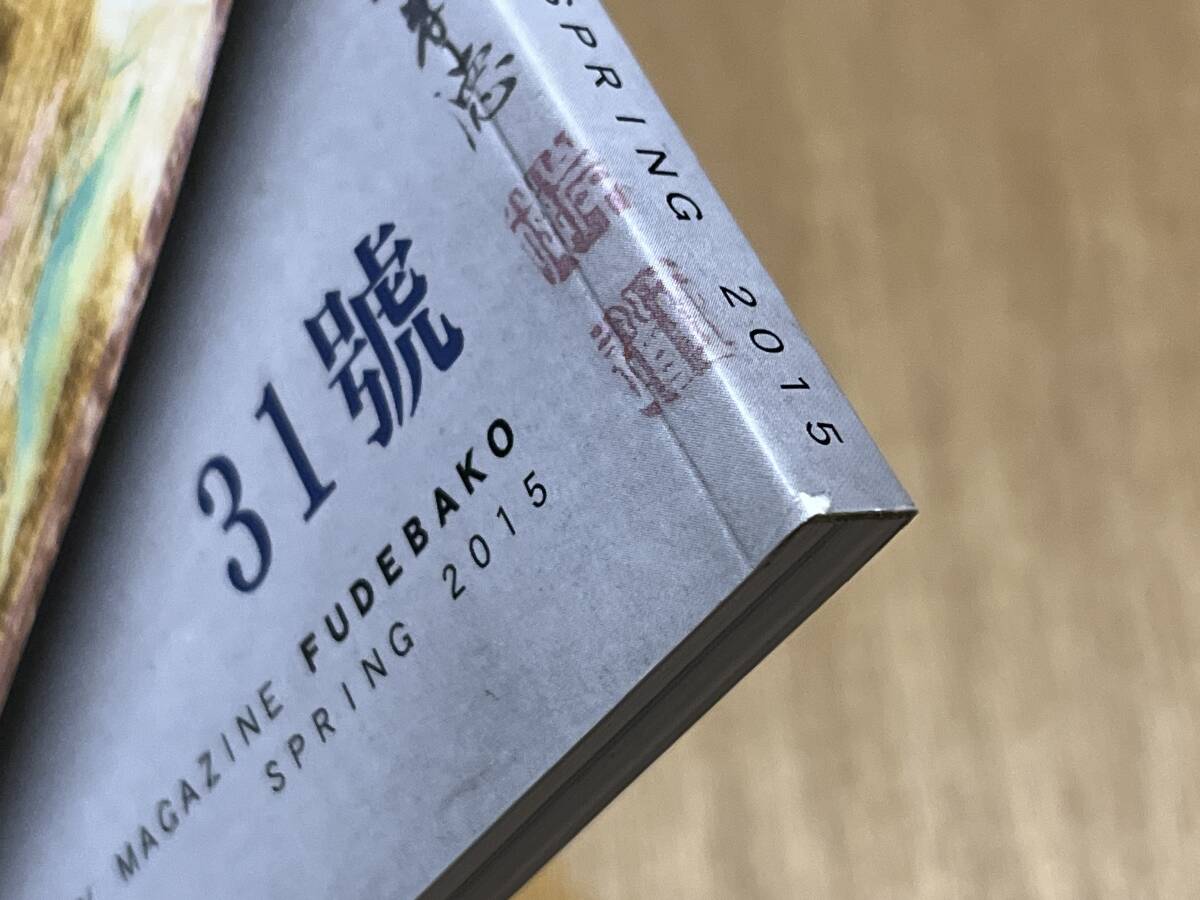 31號
MAGAZINE FUDEBAKO
SPRING 2015
SPRING 2015